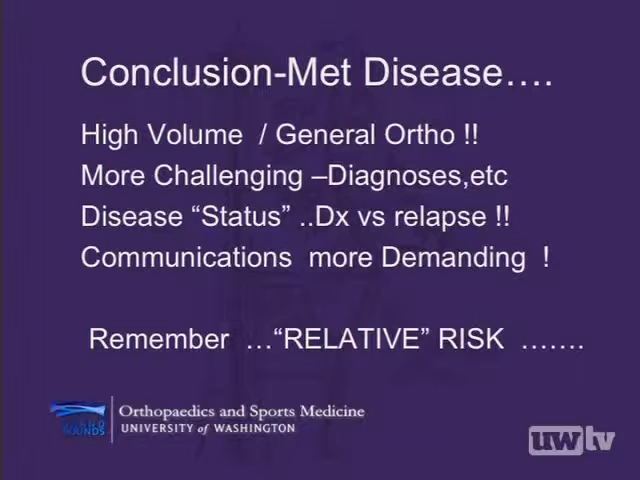 Conclusion-Met Disease….
High Volume / General Ortho !!
More Challenging –Diagnoses,etc
Disease “Status” ..Dx vs relapse !!
Communications more Demanding !
Remember …“RELATIVE” RISK …….
Orthopaedics and Sports Medicine
UNIVERSITY of WASHINGTON
ROUNDS
uwtv